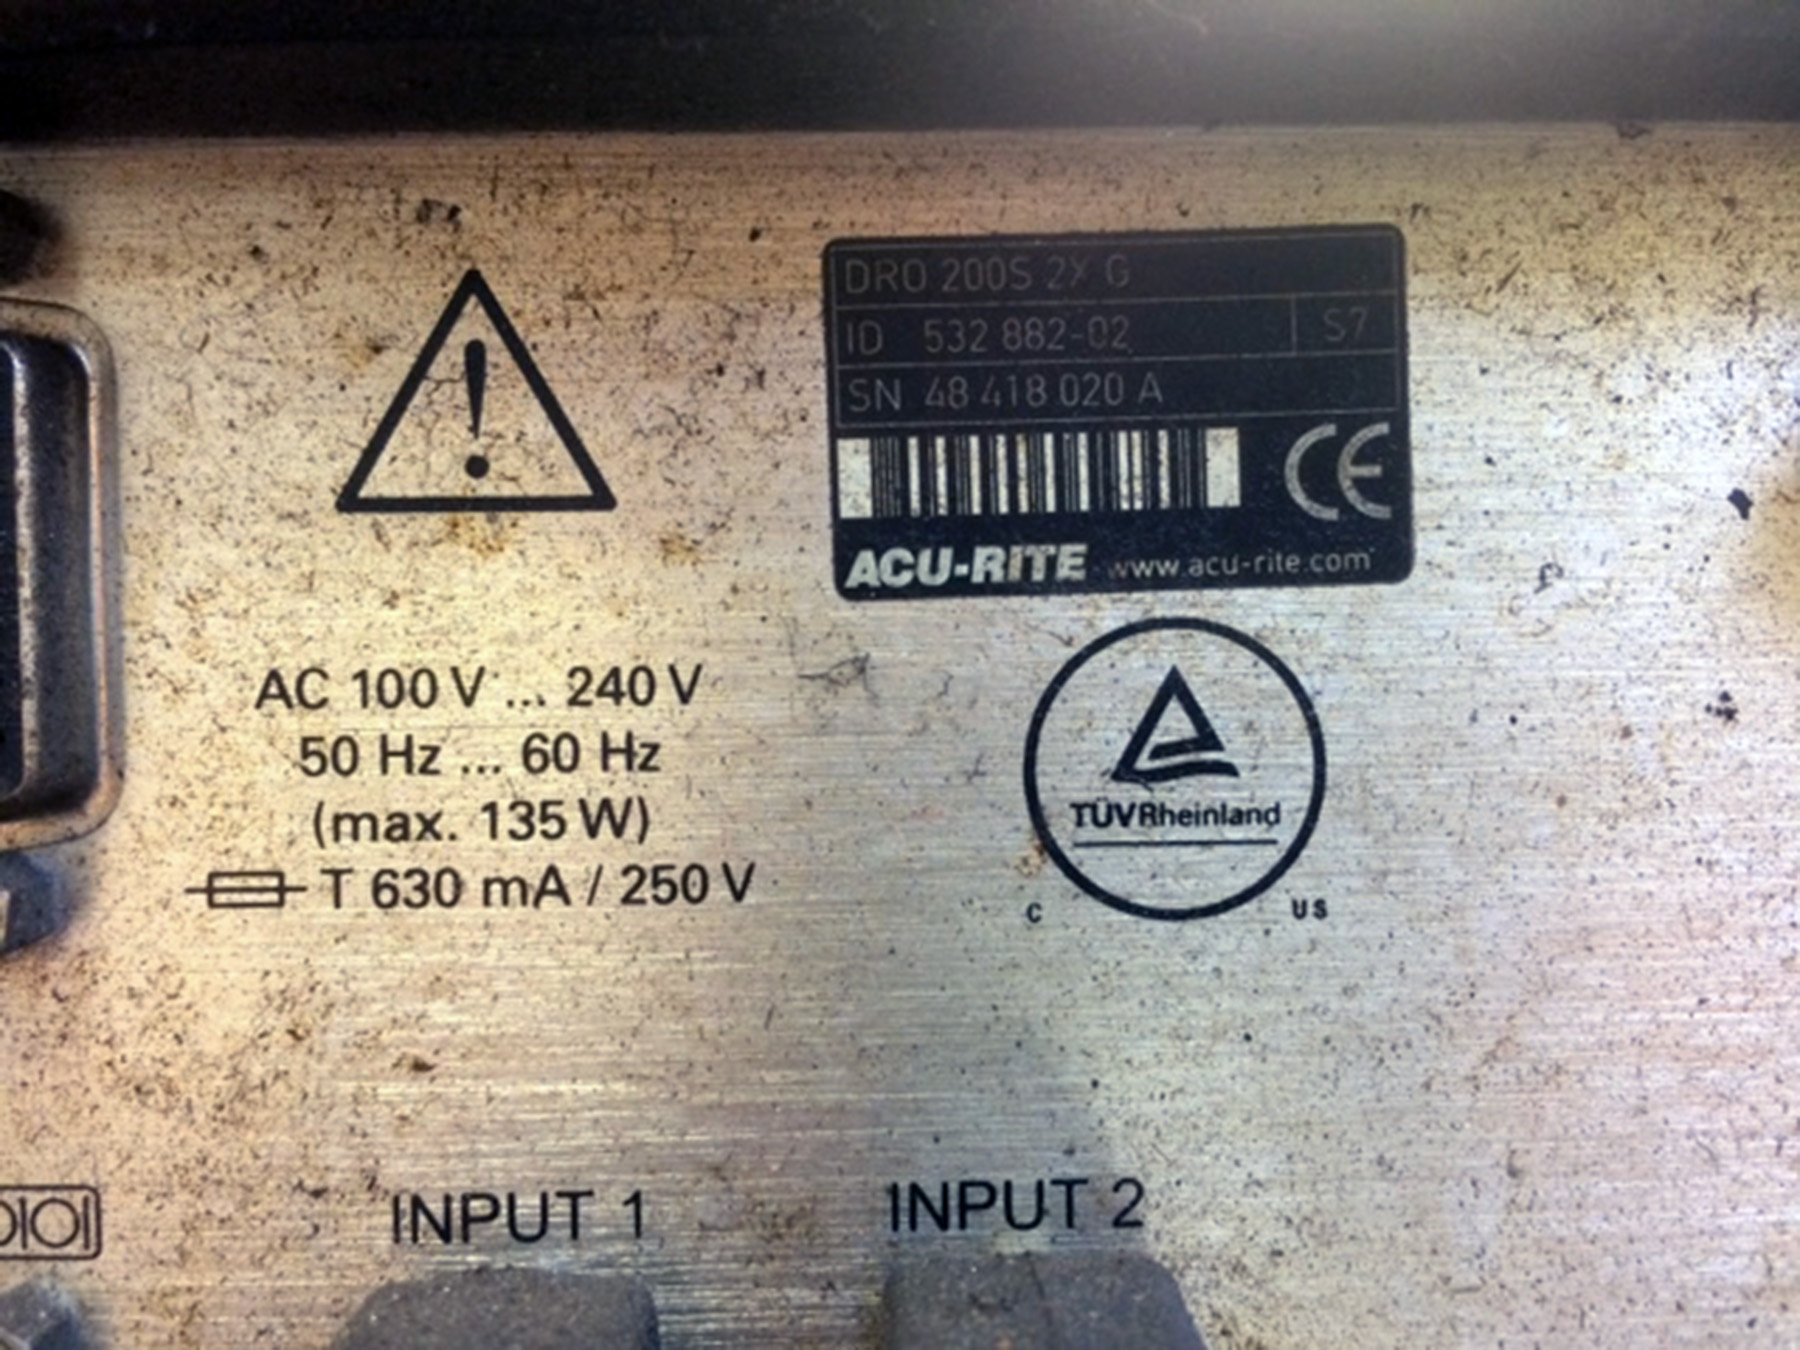 DRO 200S 2X G
ID 532 882-02 S7
SN 48 418 020 A
CE
ACU-RITE www.acu-rite.com
AC 100 V ... 240 V
50 Hz ... 60 Hz
(max. 135 W)
T 630 mA / 250 V
TÜVRheinland
C US
INPUT 1 INPUT 2